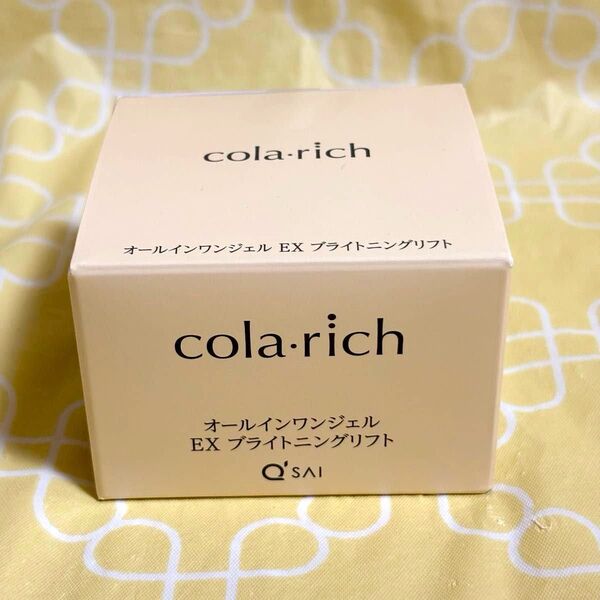 cola·rich
オールインワンジェル EX ブライトニングリフト
cola·rich
オールインワンジェル
EX ブライトニングリフト
Q'SAI